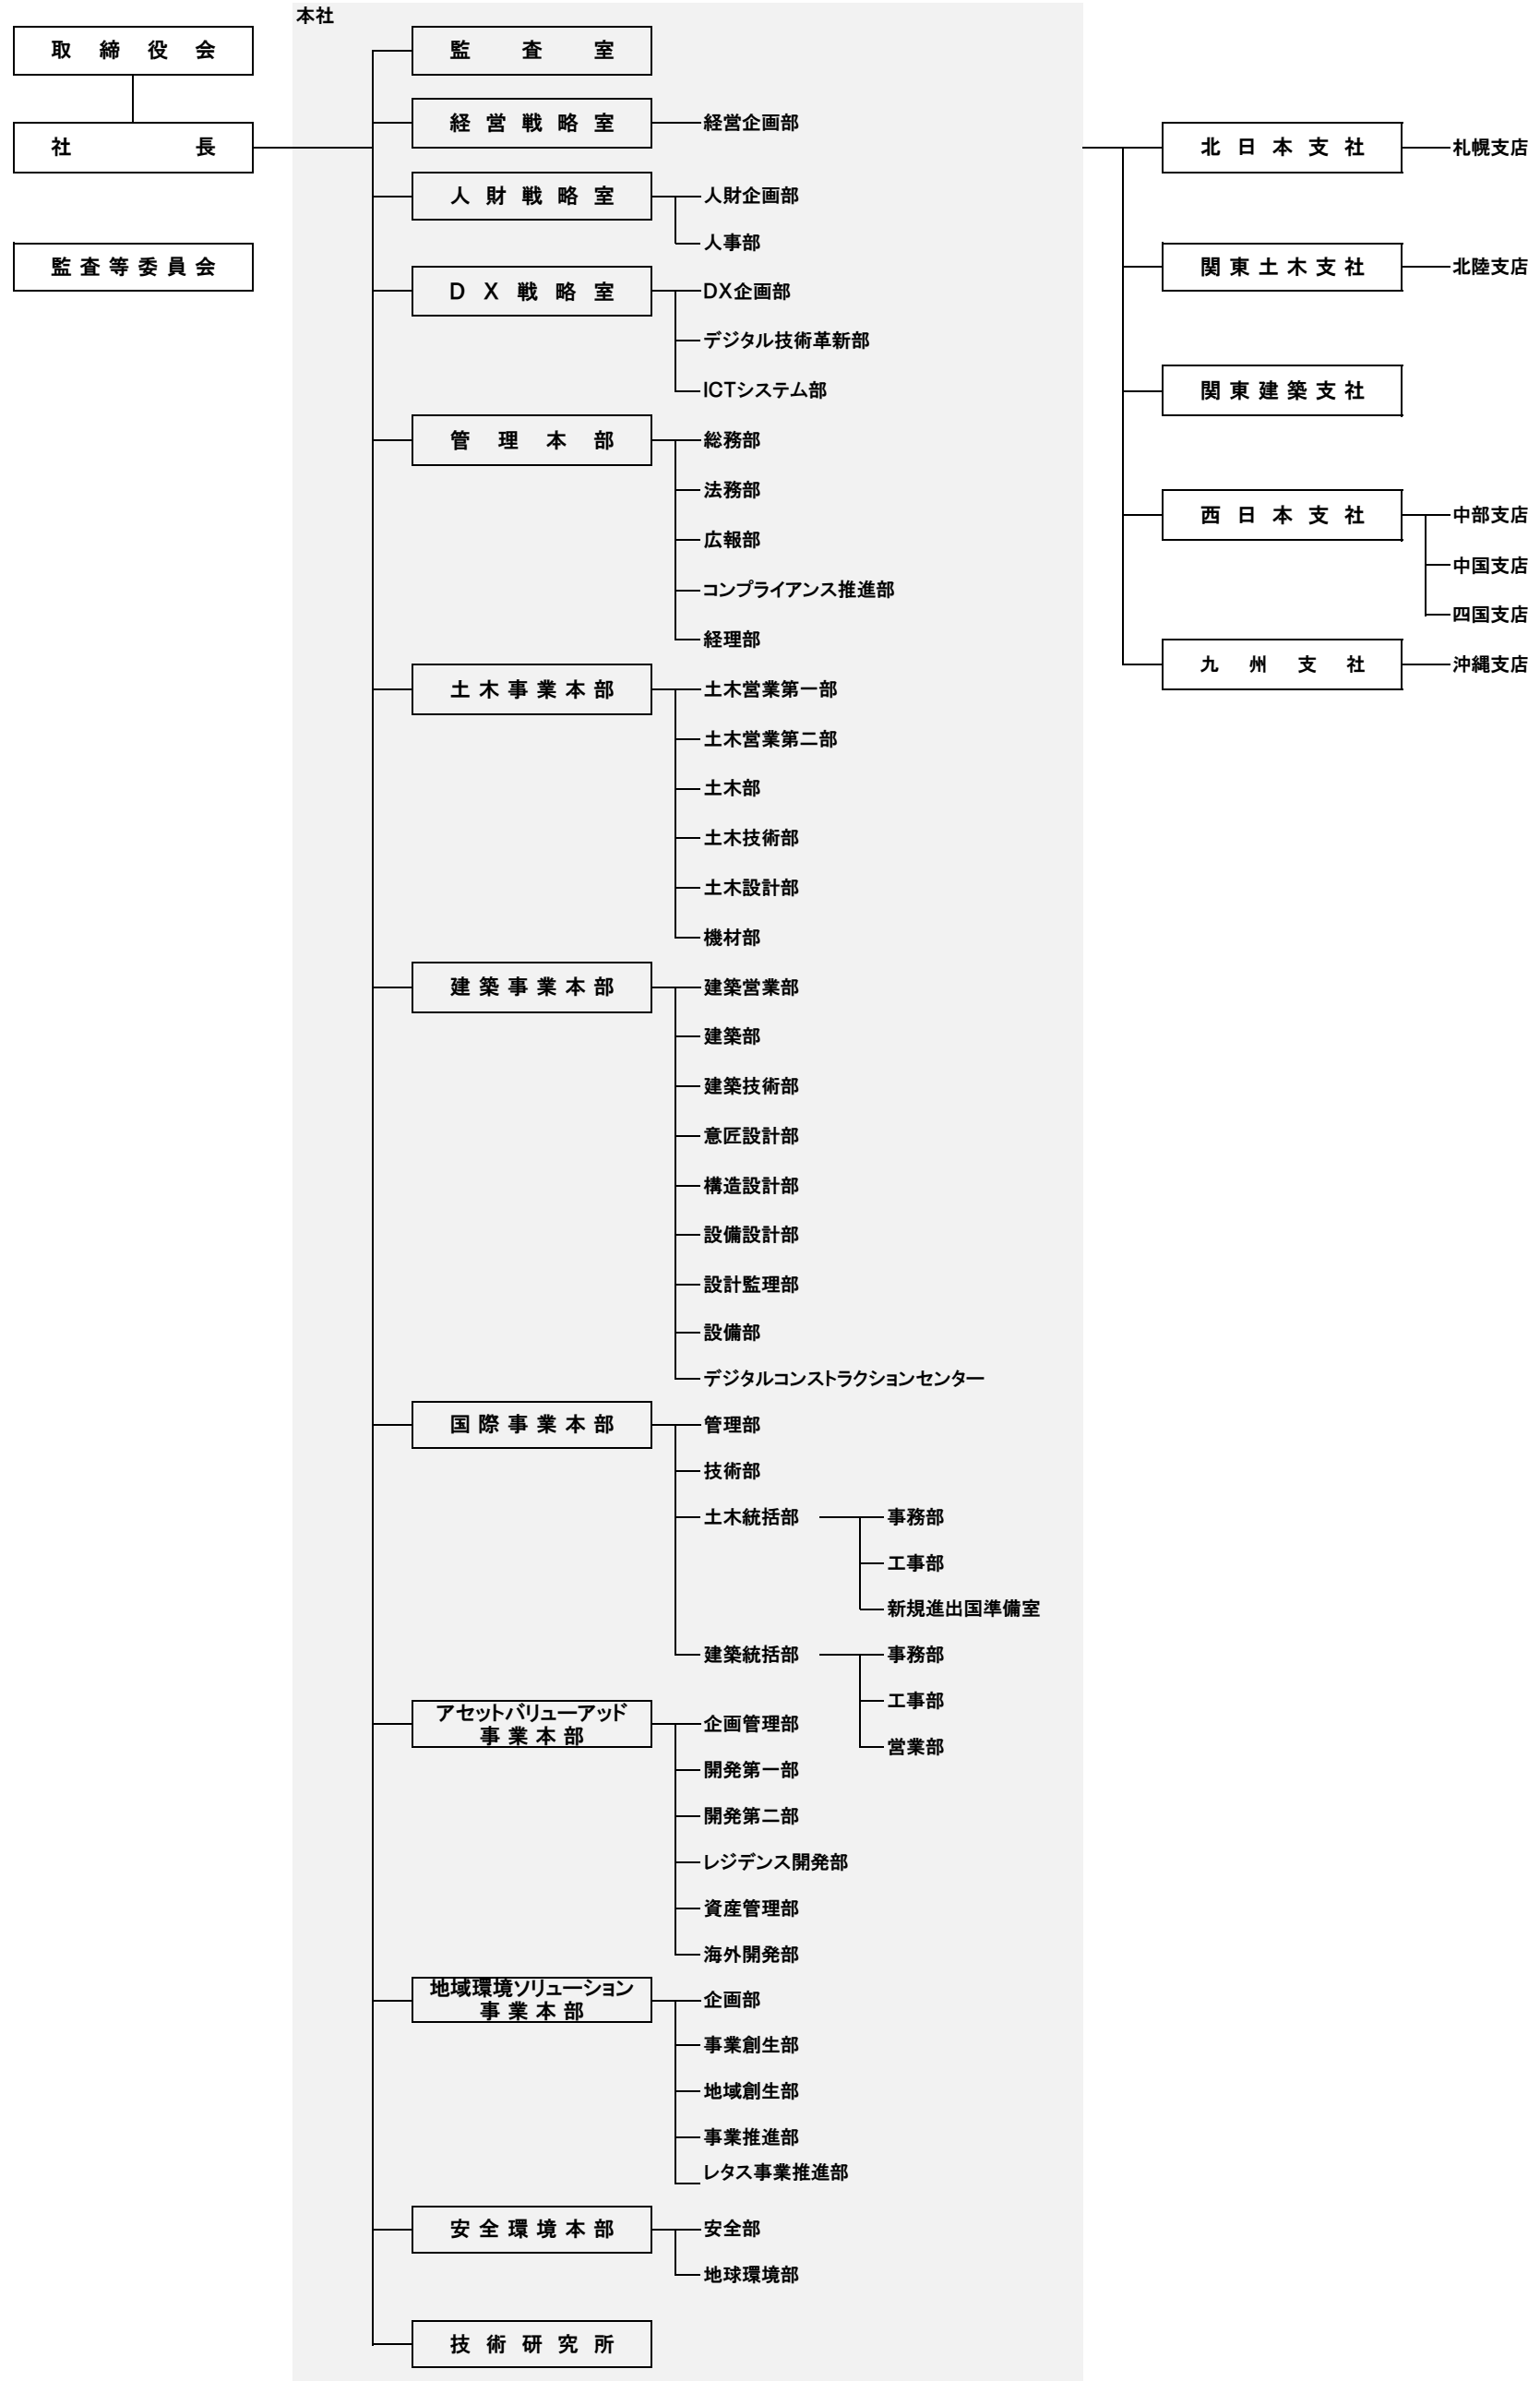 本社
取締役会
社長
監査等委員会
監査室
経営戦略室
経営企画部
人財戦略室
人財企画部
人事部
DX戦略室
DX企画部
デジタル技術革新部
ICTシステム部
管理本部
総務部
法務部
広報部
コンプライアンス推進部
経理部
土木事業本部
土木営業第一部
土木営業第二部
土木部
土木技術部
土木設計部
機材部
建築事業本部
建築営業部
建築部
建築技術部
意匠設計部
構造設計部
設備設計部
設計監理部
設備部
デジタルコンストラクションセンター
国際事業本部
管理部
技術部
土木統括部
事務部
工事部
新規進出国準備室
建築統括部
事務部
工事部
営業部
アセットバリューアッド
事業本部
企画管理部
開発第一部
開発第二部
レジデンス開発部
資産管理部
海外開発部
地域環境ソリューション
事業本部
企画部
事業創生部
地域創生部
事業推進部
レタス事業推進部
安全環境本部
安全部
地球環境部
技術研究所
北日本支社
札幌支店
関東土木支社
北陸支店
関東建築支社
西日本支社
中部支店
中国支店
四国支店
九州支社
沖縄支店